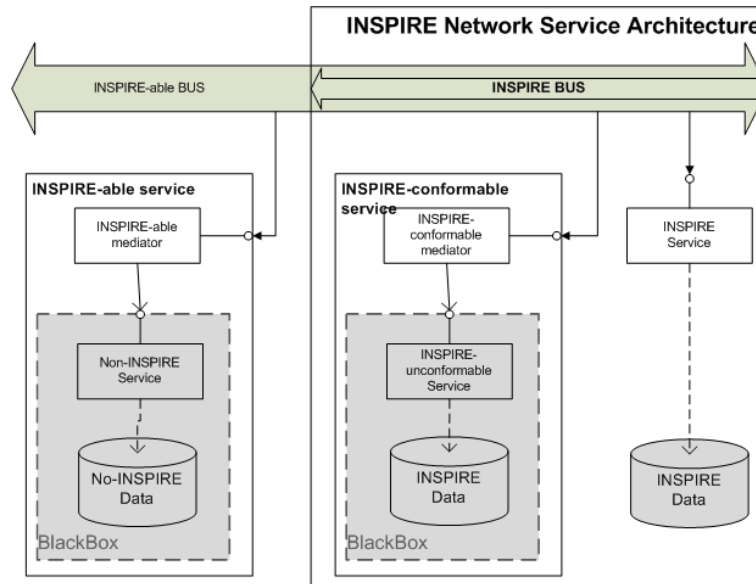 INSPIRE Network Service Architecture
INSPIRE-able BUS
INSPIRE BUS
INSPIRE-able service
INSPIRE-able
mediator
Non-INSPIRE
Service
No-INSPIRE
Data
BlackBox
INSPIRE-conformable
service
INSPIRE-
conformable
mediator
INSPIRE-
unconformable
Service
INSPIRE
Data
BlackBox
INSPIRE
Service
INSPIRE
Data